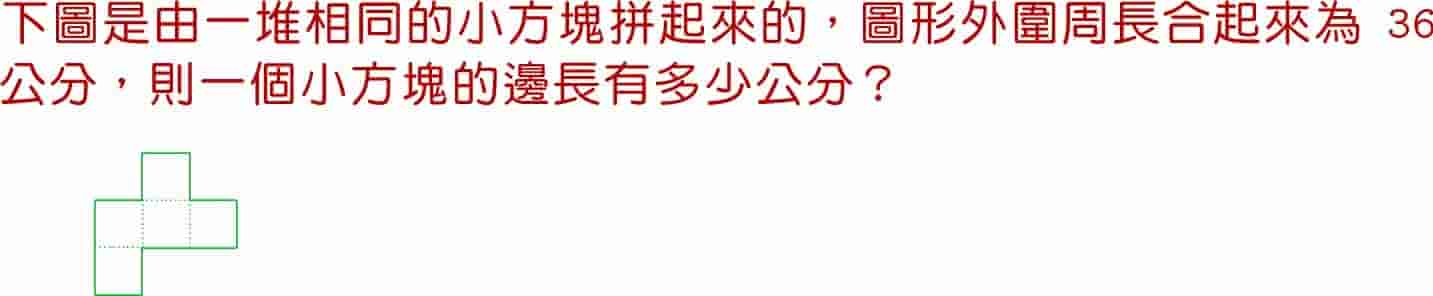 下圖是由一堆相同的小方塊拼起來的，圖形外圍周長合起來為 36
公分，則一個小方塊的邊長有多少公分？